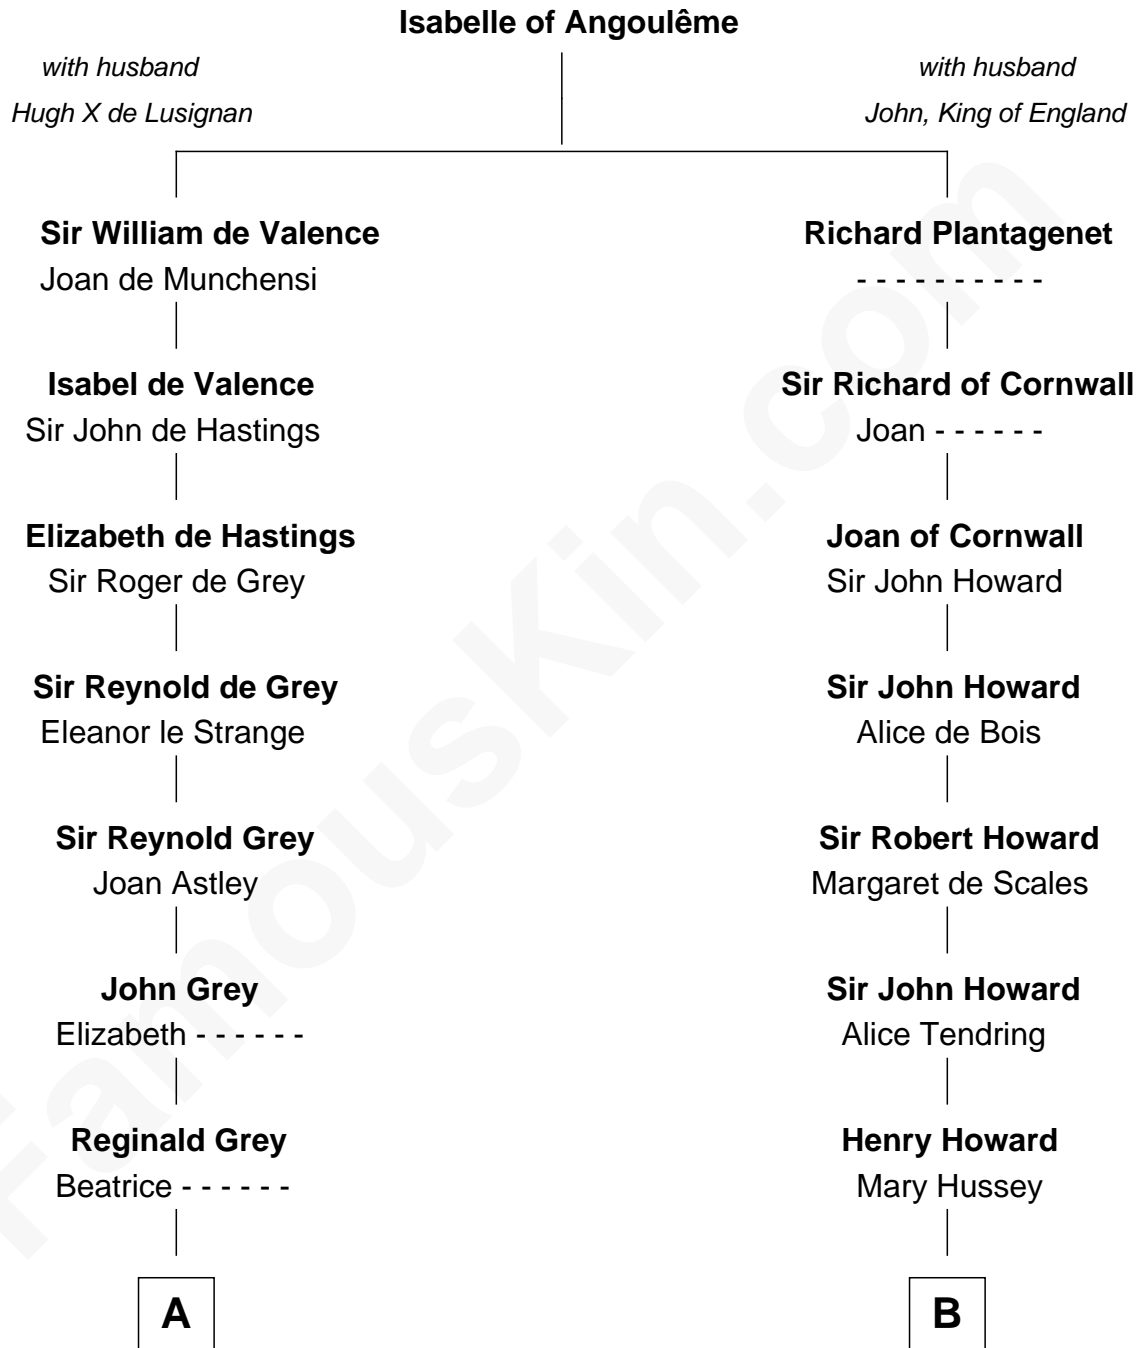 Isabelle of Angoulême
with husband
Hugh X de Lusignan
with husband
John, King of England
Sir William de Valence
Joan de Munchensi
Richard Plantagenet
- - - - - - - - - -
Isabel de Valence
Sir John de Hastings
Sir Richard of Cornwall
Joan - - - - - -
Elizabeth de Hastings
Sir Roger de Grey
Joan of Cornwall
Sir John Howard
Sir Reynold de Grey
Eleanor le Strange
Sir John Howard
Alice de Bois
Sir Reynold Grey
Joan Astley
Sir Robert Howard
Margaret de Scales
John Grey
Elizabeth - - - - - -
Sir John Howard
Alice Tendring
Reginald Grey
Beatrice - - - - - -
Henry Howard
Mary Hussey
A
B
FamousKin.com